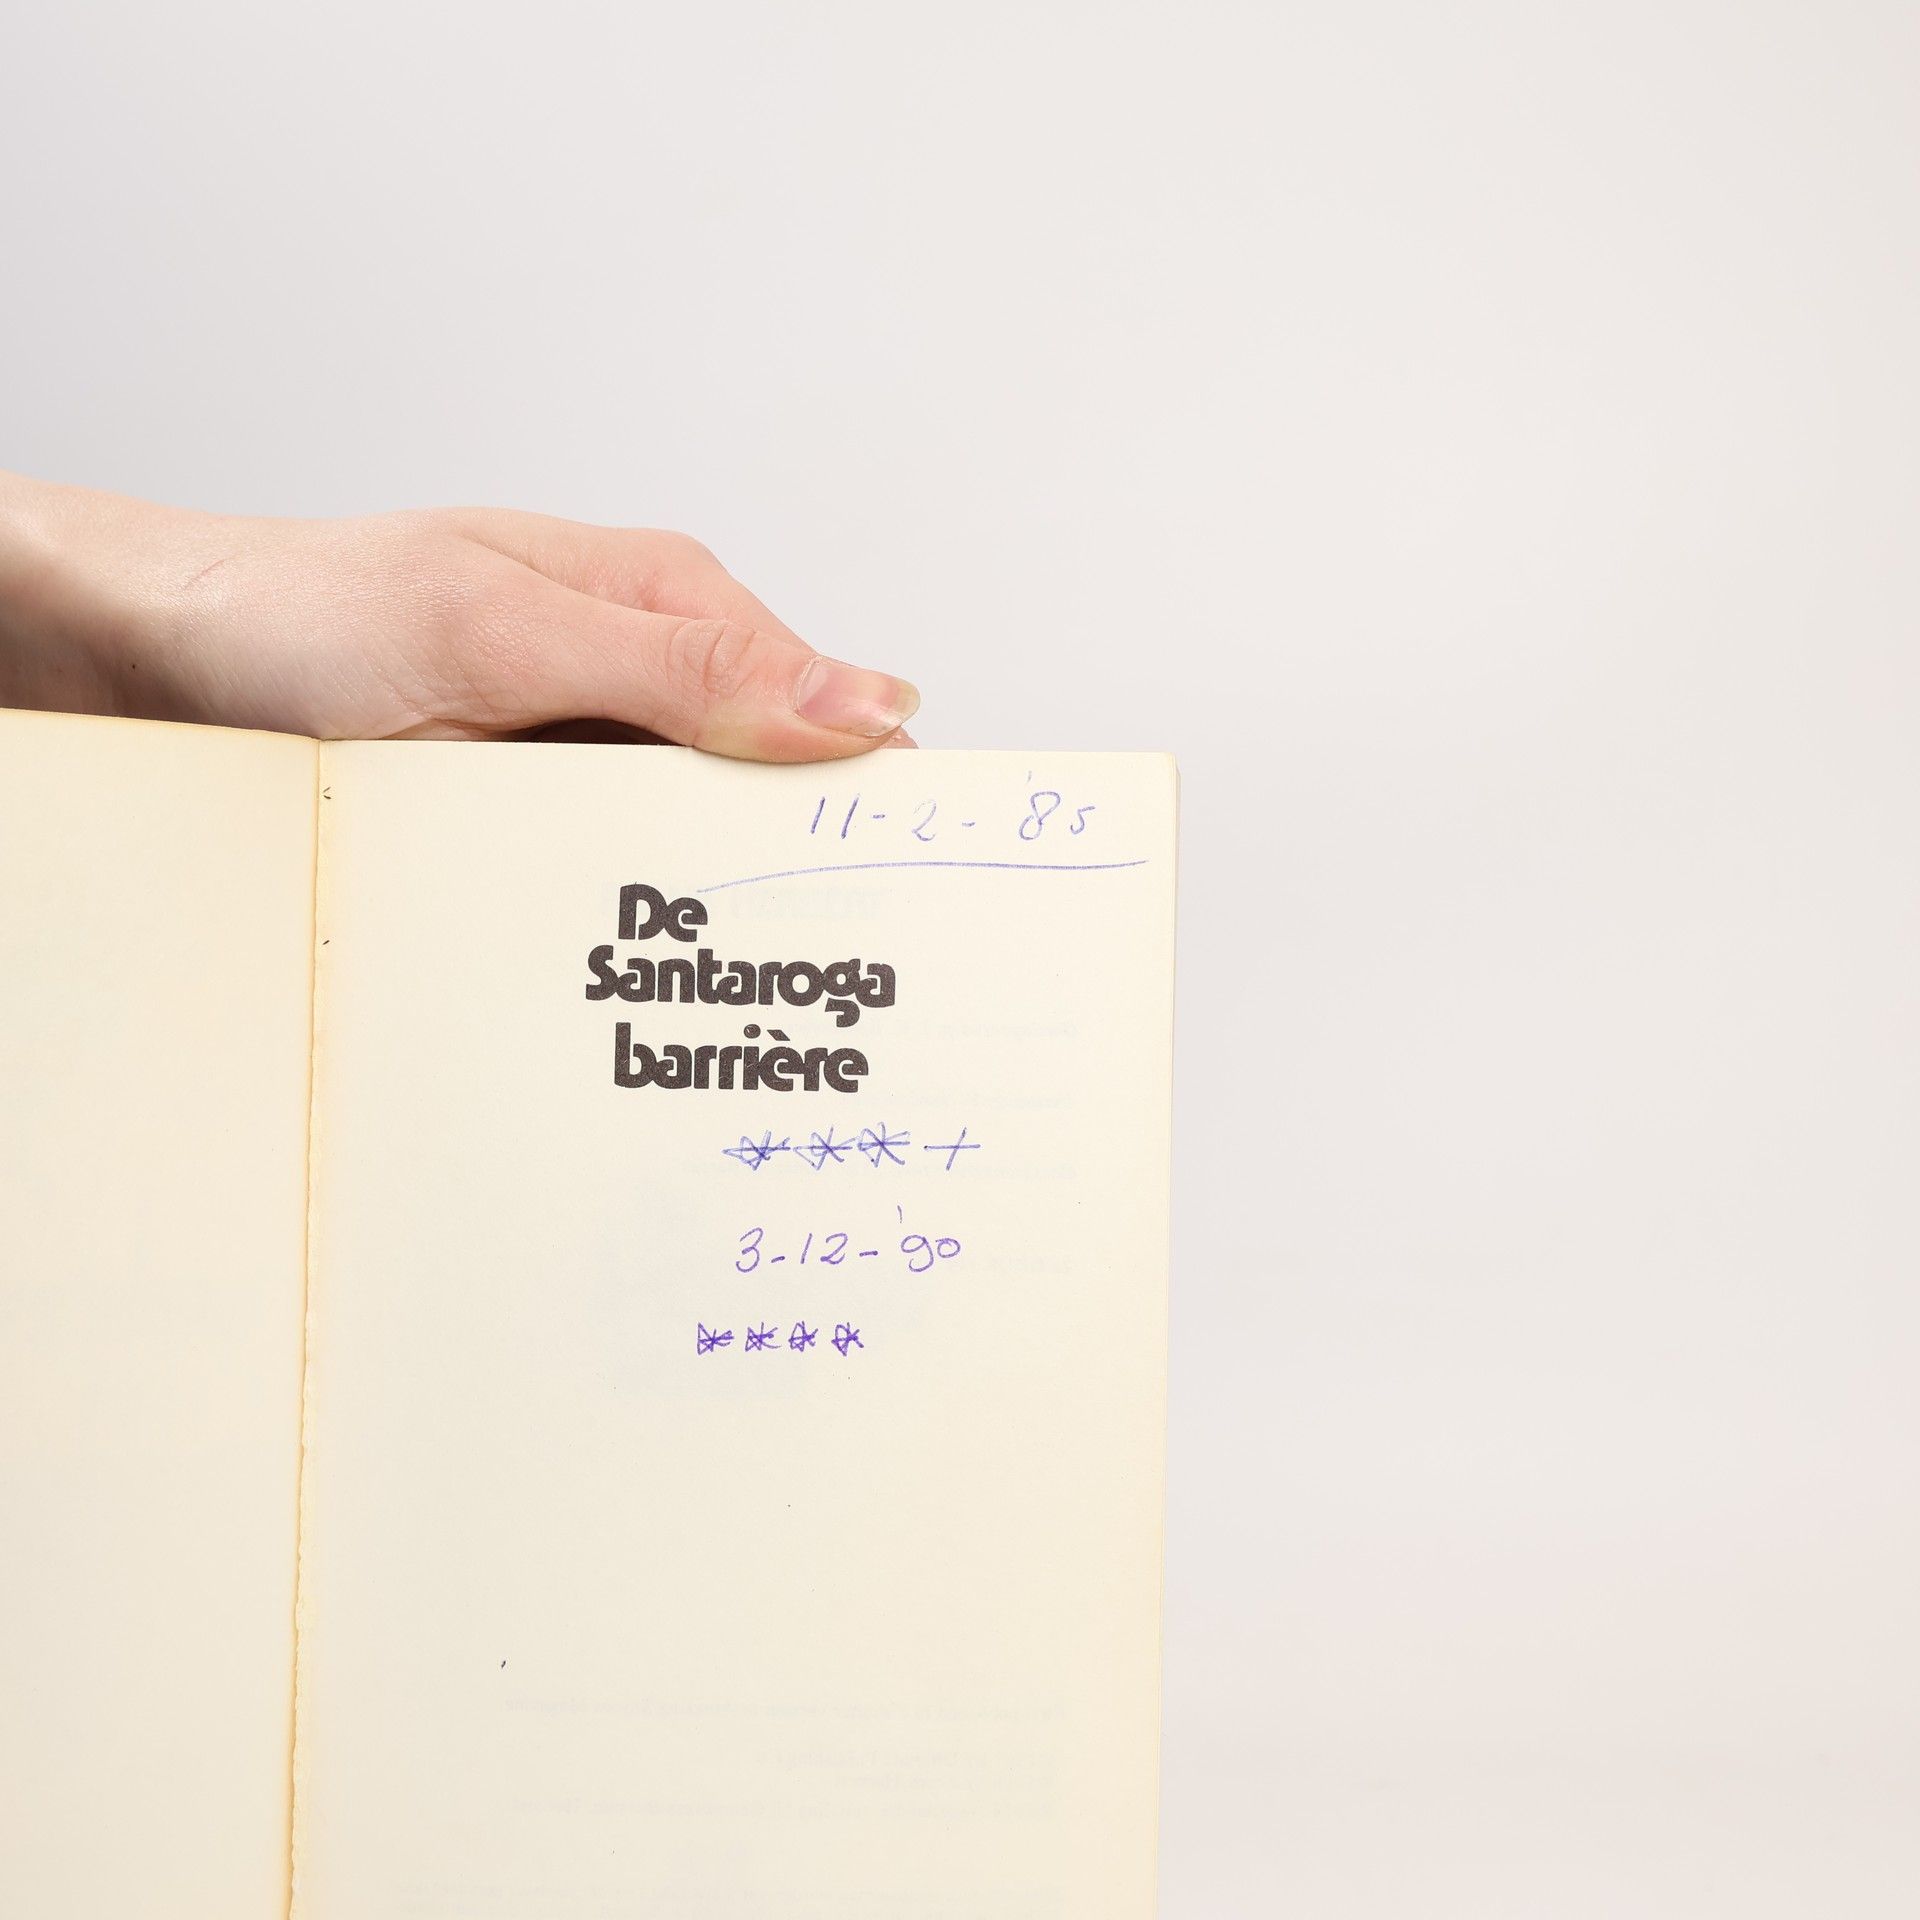 11-2-'85
De
Santaroga
barrière
***+
3-12-'90
****